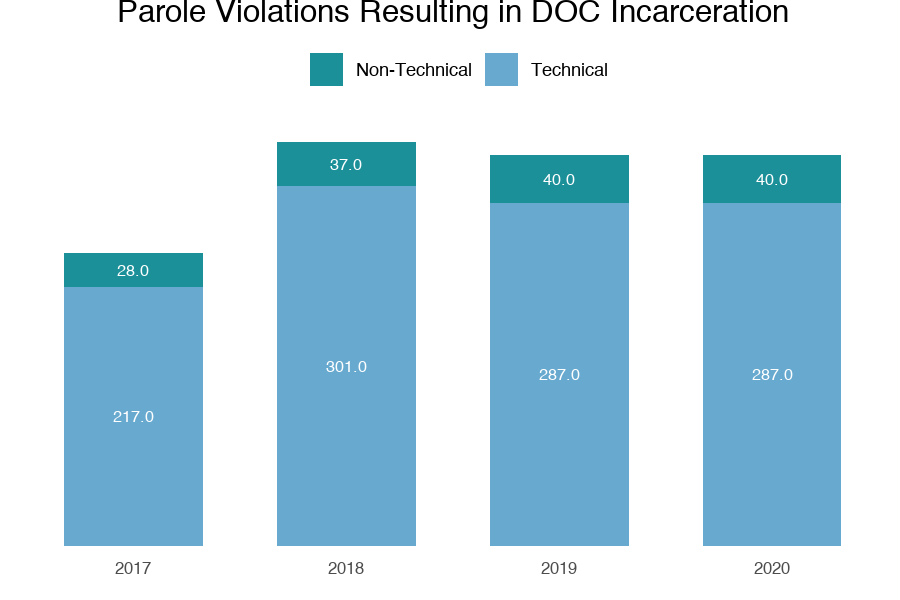 Parole Violations Resulting in DOC Incarceration
Non-Technical Technical
37.0
40.0 40.0
28.0
301.0
287.0 287.0
217.0
2017 2018 2019 2020